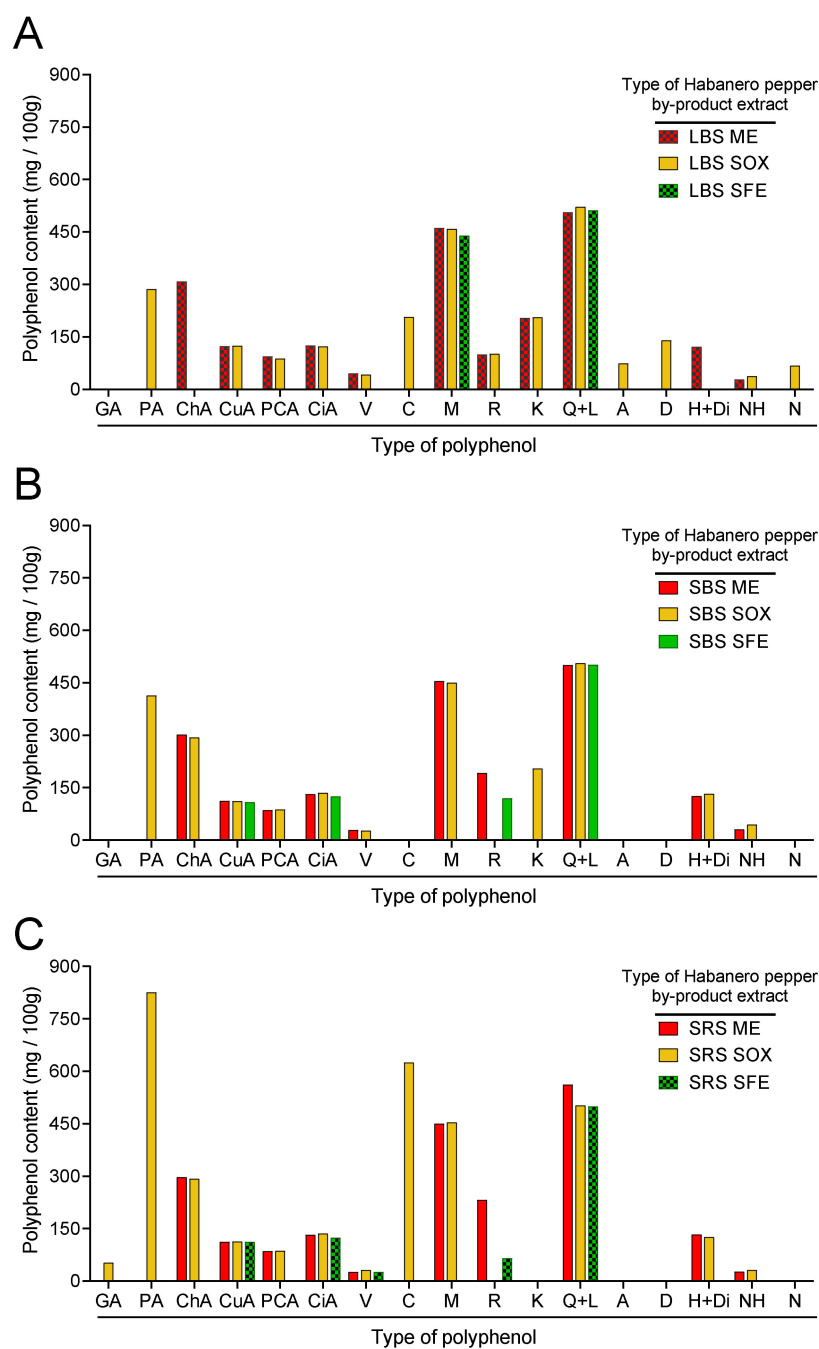 A
Polyphenol content (mg / 100g)
900
750
600
450
300
150
0
Type of Habanero pepper
by-product extract
LBS ME
LBS SOX
LBS SFE
GA PA ChA CuA PCA CiA V C M R K Q+L A D H+Di NH N
Type of polyphenol
B
Polyphenol content (mg / 100g)
900
750
600
450
300
150
0
Type of Habanero pepper
by-product extract
SBS ME
SBS SOX
SBS SFE
GA PA ChA CuA PCA CiA V C M R K Q+L A D H+Di NH N
Type of polyphenol
C
Polyphenol content (mg / 100g)
900
750
600
450
300
150
0
Type of Habanero pepper
by-product extract
SRS ME
SRS SOX
SRS SFE
GA PA ChA CuA PCA CiA V C M R K Q+L A D H+Di NH N
Type of polyphenol